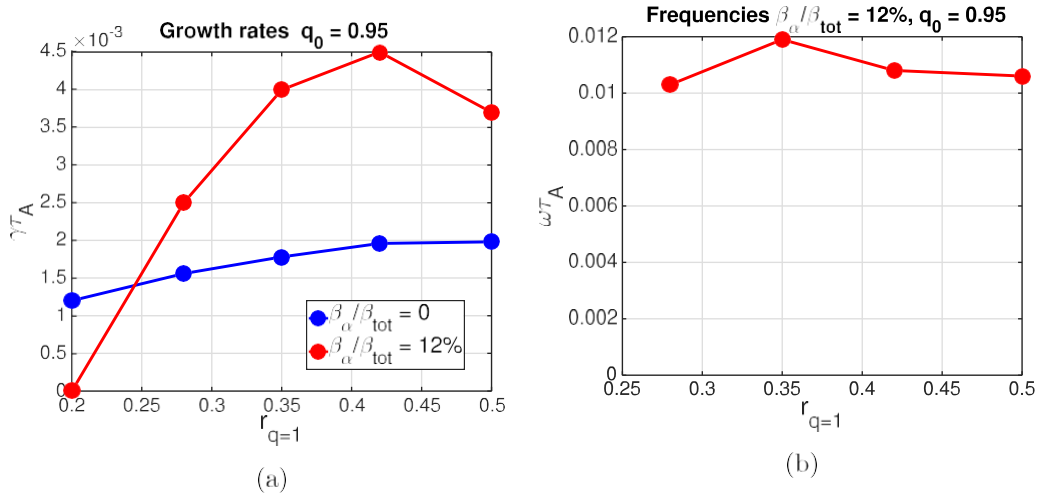 ×10⁻³
Growth rates q₀ = 0.95
4.5
4
3.5
3
2.5
2
1.5
1
0.5
0
γτ_A
0.2 0.25 0.3 0.35 0.4 0.45 0.5
r_{q=1}
β_α/β_tot = 0
β_α/β_tot = 12%
(a)
Frequencies β_α/β_tot = 12%, q₀ = 0.95
0.012
0.01
0.008
0.006
0.004
0.002
0
ωτ_A
0.25 0.3 0.35 0.4 0.45 0.5
r_{q=1}
(b)